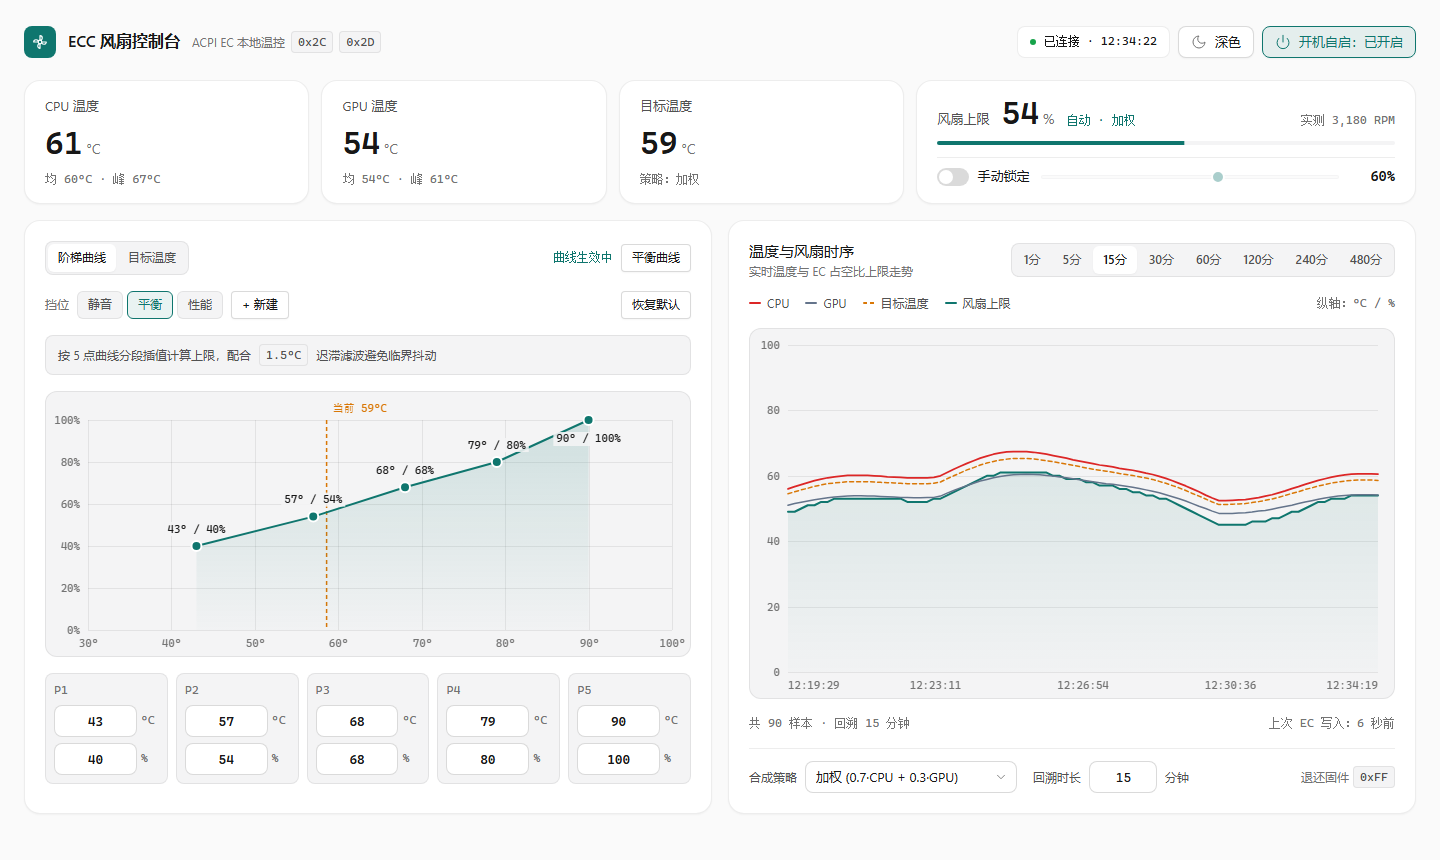 ECC 风扇控制台 ACPI EC 本地温控 0x2C 0x2D
已连接 · 12:34:22 深色 开机自启：已开启
CPU 温度
61 °C
均 60°C · 峰 67°C
GPU 温度
54 °C
均 54°C · 峰 61°C
目标温度
59 °C
策略：加权
风扇上限 54 % 自动 · 加权 实测 3,180 RPM
手动锁定 60%
阶梯曲线 目标温度 曲线生效中 平衡曲线
挡位 静音 平衡 性能 + 新建 恢复默认
按 5 点曲线分段插值计算上限，配合 1.5°C 迟滞滤波避免临界抖动
当前 59°C
100%
80%
60%
40%
20%
0%
43° / 40%
57° / 54%
68° / 68%
79° / 80%
90° / 100%
30° 40° 50° 60° 70° 80° 90° 100°
P1
43 °C
40 %
P2
57 °C
54 %
P3
68 °C
68 %
P4
79 °C
80 %
P5
90 °C
100 %
温度与风扇时序
实时温度与 EC 占空比上限走势
1分 5分 15分 30分 60分 120分 240分 480分
CPU GPU 目标温度 风扇上限 纵轴：°C / %
100
80
60
40
20
0
12:19:29 12:23:11 12:26:54 12:30:36 12:34:19
共 90 样本 · 回溯 15 分钟 上次 EC 写入：6 秒前
合成策略 加权 (0.7·CPU + 0.3·GPU) 回溯时长 15 分钟 退还固件 0xFF